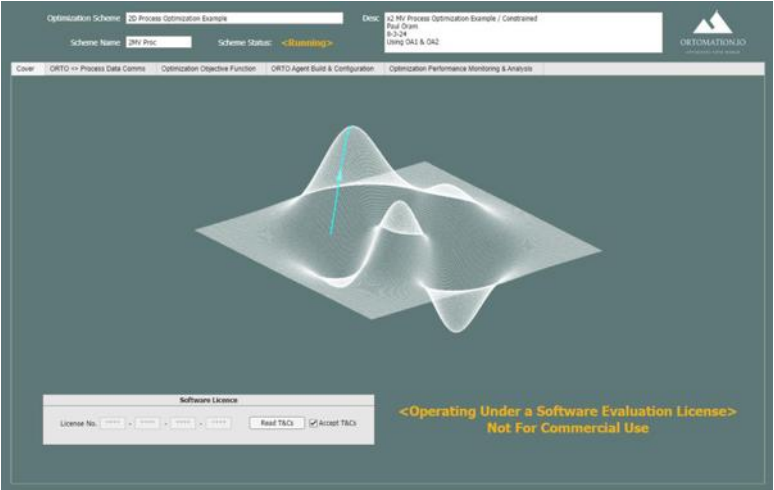 Optimization Scheme 2D Process Optimization Example
Desc x2 MV Process Optimization Example / Constrained
Paul Oram
8-3-24
Using OA1 & OA2
Scheme Name 2MV Proc Scheme Status: <Running>
ORTOMATION.IO
Cover ORTO <> Process Data Comms Optimization Objective Function ORTO Agent Build & Configuration Optimization Performance Monitoring & Analysis
Software Licence
License No. **** - **** - **** - **** Read T&Cs Accept T&Cs
<Operating Under a Software Evaluation License>
Not For Commercial Use